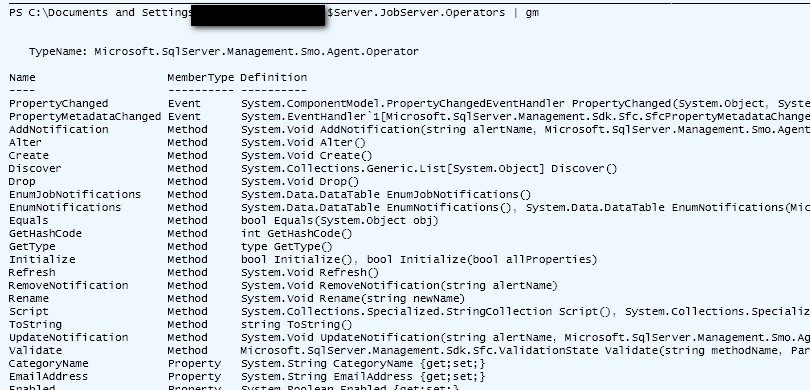 PS C:\Documents and Settings $Server.JobServer.Operators | gm
TypeName: Microsoft.SqlServer.Management.Smo.Agent.Operator
Name MemberType Definition
---- ---------- ----------
PropertyChanged Event System.ComponentModel.PropertyChangedEventHandler PropertyChanged(System.Object, Syste
PropertyMetadataChanged Event System.EventHandler`1[Microsoft.SqlServer.Management.Sdk.Sfc.SfcPropertyMetadataChange
AddNotification Method System.Void AddNotification(string alertName, Microsoft.SqlServer.Management.Smo.Agent
Alter Method System.Void Alter()
Create Method System.Void Create()
Discover Method System.Collections.Generic.List[System.Object] Discover()
Drop Method System.Void Drop()
EnumJobNotifications Method System.Data.DataTable EnumJobNotifications()
EnumNotifications Method System.Data.DataTable EnumNotifications(), System.Data.DataTable EnumNotifications(Mic
Equals Method bool Equals(System.Object obj)
GetHashCode Method int GetHashCode()
GetType Method type GetType()
Initialize Method bool Initialize(), bool Initialize(bool allProperties)
Refresh Method System.Void Refresh()
RemoveNotification Method System.Void RemoveNotification(string alertName)
Rename Method System.Void Rename(string newName)
Script Method System.Collections.Specialized.StringCollection Script(), System.Collections.Specializ
ToString Method string ToString()
UpdateNotification Method System.Void UpdateNotification(string alertName, Microsoft.SqlServer.Management.Smo.Ag
Validate Method Microsoft.SqlServer.Management.Sdk.Sfc.ValidationState Validate(string methodName, Par
CategoryName Property System.String CategoryName {get;set;}
EmailAddress Property System.String EmailAddress {get;set;}
Enabled Property System.Boolean Enabled {get;set;}